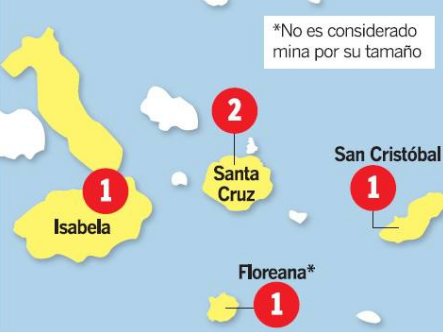 *No es considerado
mina por su tamaño
2
San Cristóbal
Santa
Cruz
1
1
Isabela
Floreana*
1